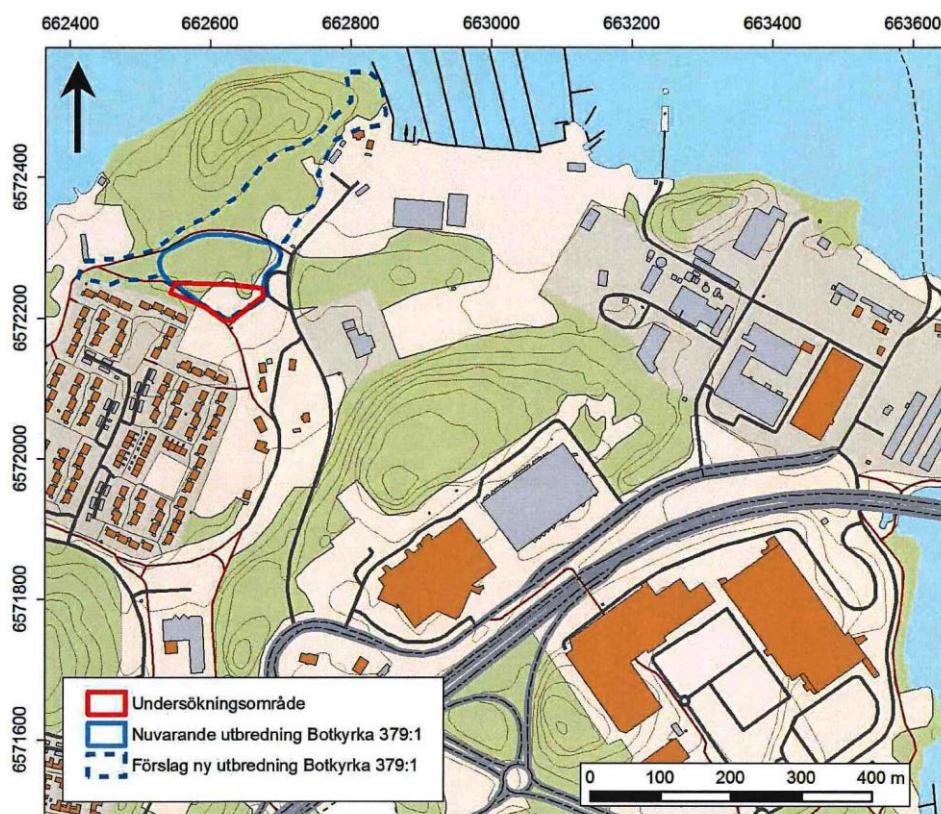 662400 662600 662800 663000 663200 663400 663600
6572400
6572200
6572000
6571800
6571600
Undersökningsområde
Nuvarande utbredning Botkyrka 379:1
Förslag ny utbredning Botkyrka 379:1
0 100 200 300 400 m